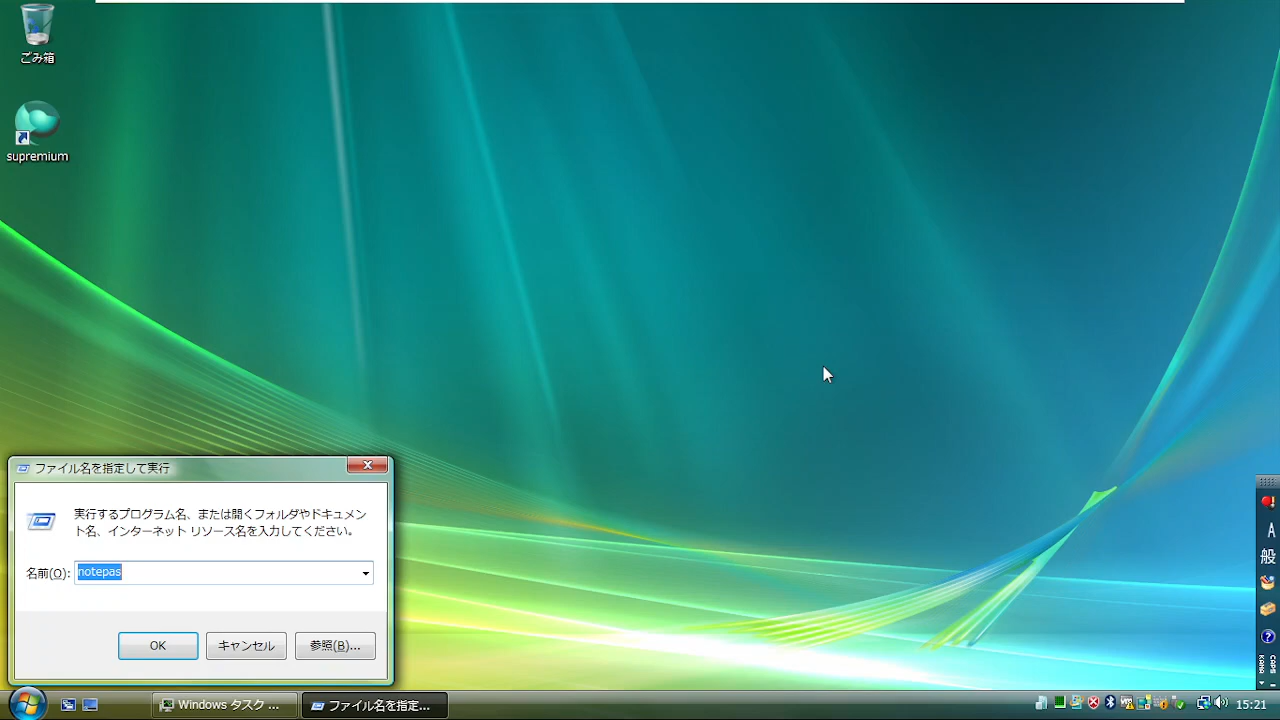 ごみ箱
supremium
ファイル名を指定して実行
実行するプログラム名、または開くフォルダやドキュメン
ト名、インターネット リソース名を入力してください。
名前(O): notepas
OK キャンセル 参照(B)...
A
般
CAPS
KANA
Windows タスク ... ファイル名を指定... 15:21